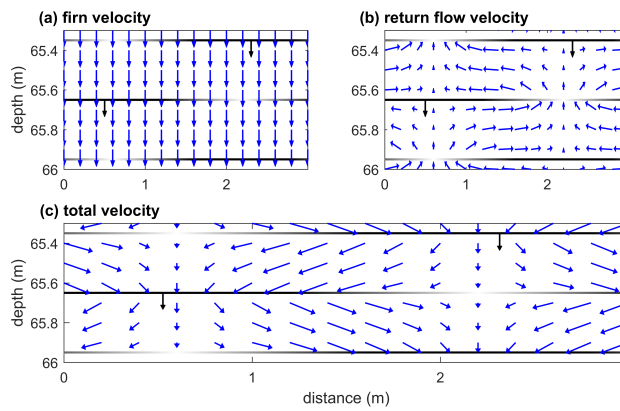 (a) firn velocity
(b) return flow velocity
65.4
65.6
65.8
66
depth (m)
0 1 2
65.4
65.6
65.8
66
0 1 2
(c) total velocity
65.4
65.6
65.8
66
depth (m)
0 1 2
distance (m)